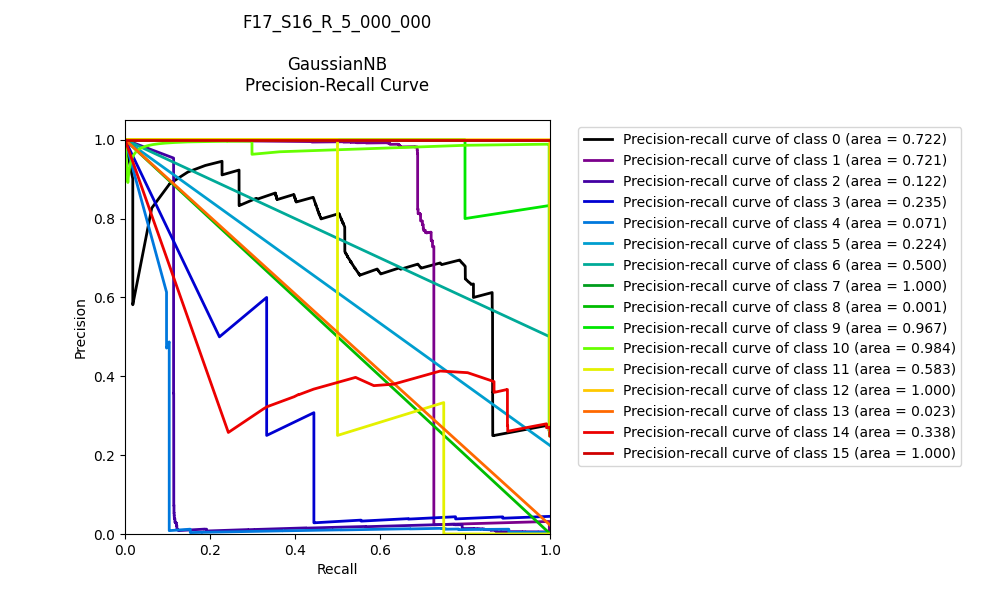 F17_S16_R_5_000_000
GaussianNB
Precision-Recall Curve
1.0
0.8
0.6
0.4
0.2
0.0
Precision
0.0 0.2 0.4 0.6 0.8 1.0
Recall
Precision-recall curve of class 0 (area = 0.722)
Precision-recall curve of class 1 (area = 0.721)
Precision-recall curve of class 2 (area = 0.122)
Precision-recall curve of class 3 (area = 0.235)
Precision-recall curve of class 4 (area = 0.071)
Precision-recall curve of class 5 (area = 0.224)
Precision-recall curve of class 6 (area = 0.500)
Precision-recall curve of class 7 (area = 1.000)
Precision-recall curve of class 8 (area = 0.001)
Precision-recall curve of class 9 (area = 0.967)
Precision-recall curve of class 10 (area = 0.984)
Precision-recall curve of class 11 (area = 0.583)
Precision-recall curve of class 12 (area = 1.000)
Precision-recall curve of class 13 (area = 0.023)
Precision-recall curve of class 14 (area = 0.338)
Precision-recall curve of class 15 (area = 1.000)